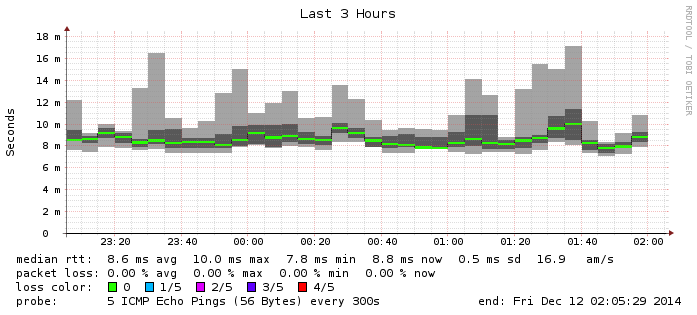 Last 3 Hours
RRDTOOL / TOBI OETIKER
Seconds
18 m
16 m
14 m
12 m
10 m
8 m
6 m
4 m
2 m
0
23:20 23:40 00:00 00:20 00:40 01:00 01:20 01:40 02:00
median rtt: 8.6 ms avg 10.0 ms max 7.8 ms min 8.8 ms now 0.5 ms sd 16.9 am/s
packet loss: 0.00 % avg 0.00 % max 0.00 % min 0.00 % now
loss color: 0 1/5 2/5 3/5 4/5
probe: 5 ICMP Echo Pings (56 Bytes) every 300s end: Fri Dec 12 02:05:29 2014